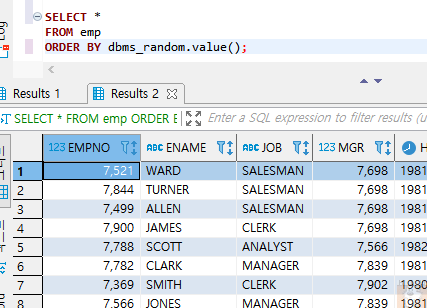 SELECT *
FROM emp
ORDER BY dbms_random.value();
Results 1 Results 2
SELECT * FROM emp ORDER B Enter a SQL expression to filter results (u
123 EMPNO ABC ENAME ABC JOB 123 MGR H
1 7,521 WARD SALESMAN 7,698 1981
2 7,844 TURNER SALESMAN 7,698 1981
3 7,499 ALLEN SALESMAN 7,698 1981
4 7,900 JAMES CLERK 7,698 1981
5 7,788 SCOTT ANALYST 7,566 1982
6 7,782 CLARK MANAGER 7,839 1981
7 7,369 SMITH CLERK 7,902 1980
8 7,566 JONES MANAGER 7,839 1981